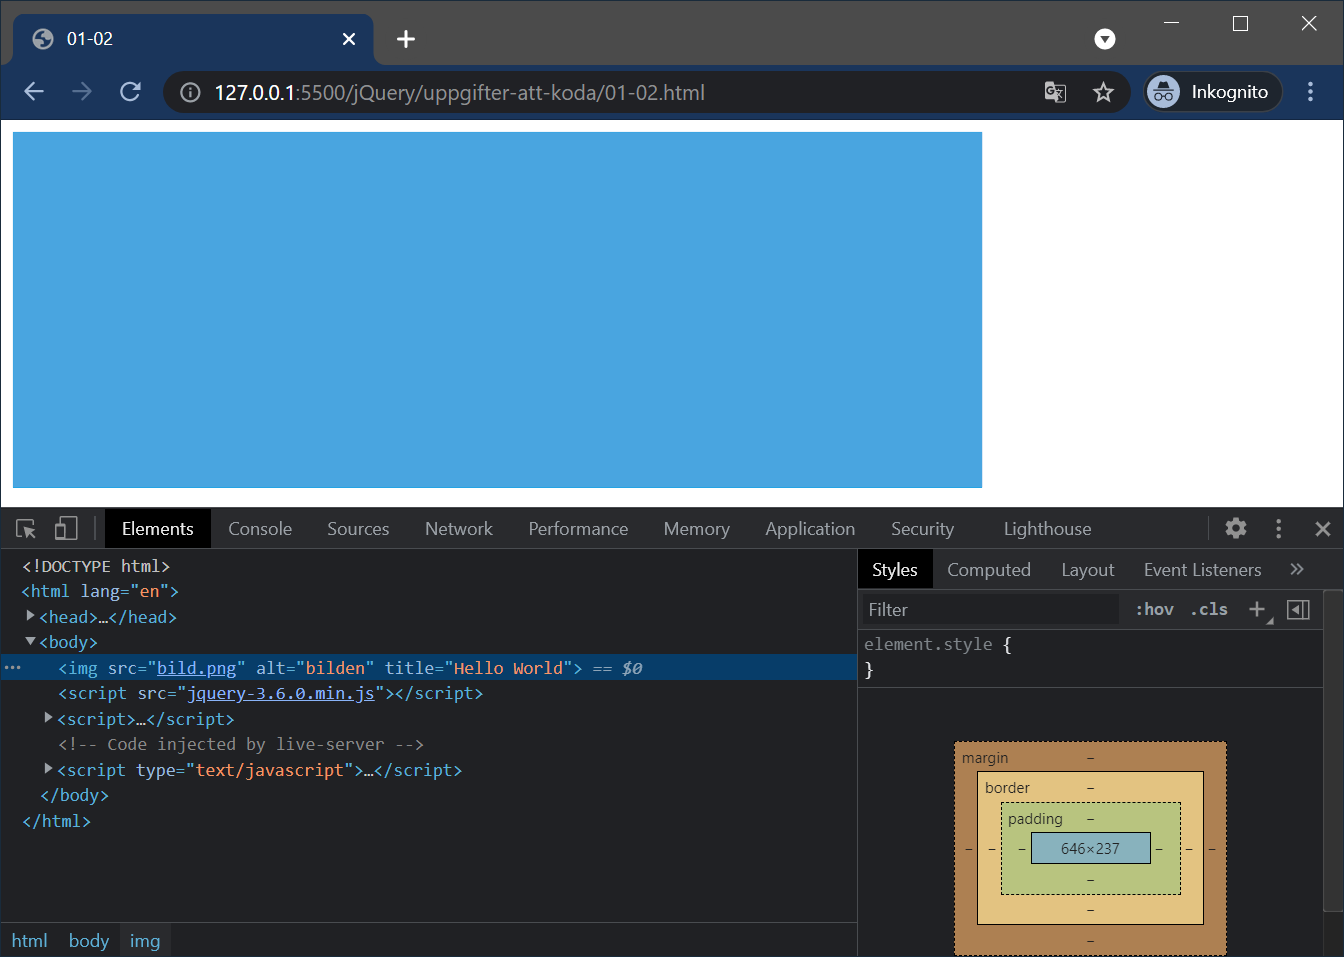 01-02
127.0.0.1:5500/jQuery/uppgifter-att-koda/01-02.html
Inkognito
Elements Console Sources Network Performance Memory Application Security Lighthouse
<!DOCTYPE html>
<html lang="en">
<head>…</head>
<body>
<img src="bild.png" alt="bilden" title="Hello World"> == $0
<script src="jquery-3.6.0.min.js"></script>
<script>…</script>
<!-- Code injected by live-server -->
<script type="text/javascript">…</script>
</body>
</html>
html body img
Styles Computed Layout Event Listeners »
Filter :hov .cls +
element.style {
}
margin –
border –
padding –
– – – 646×237 – – –
–
–
–